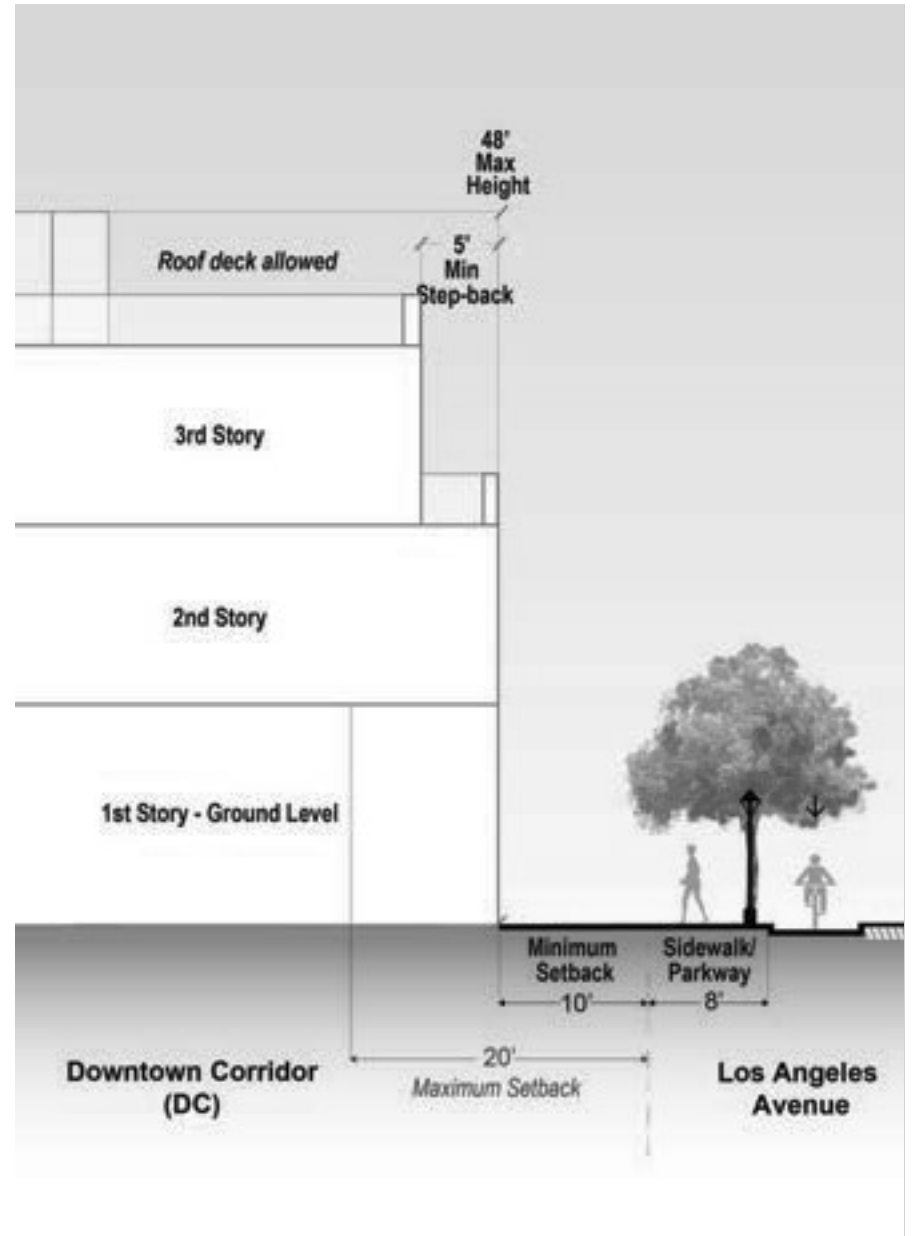 48'
Max
Height
5'
Min
Step-back
Roof deck allowed
3rd Story
2nd Story
1st Story - Ground Level
Minimum
Setback
10'
Sidewalk/
Parkway
8'
20'
Maximum Setback
Downtown Corridor
(DC)
Los Angeles
Avenue